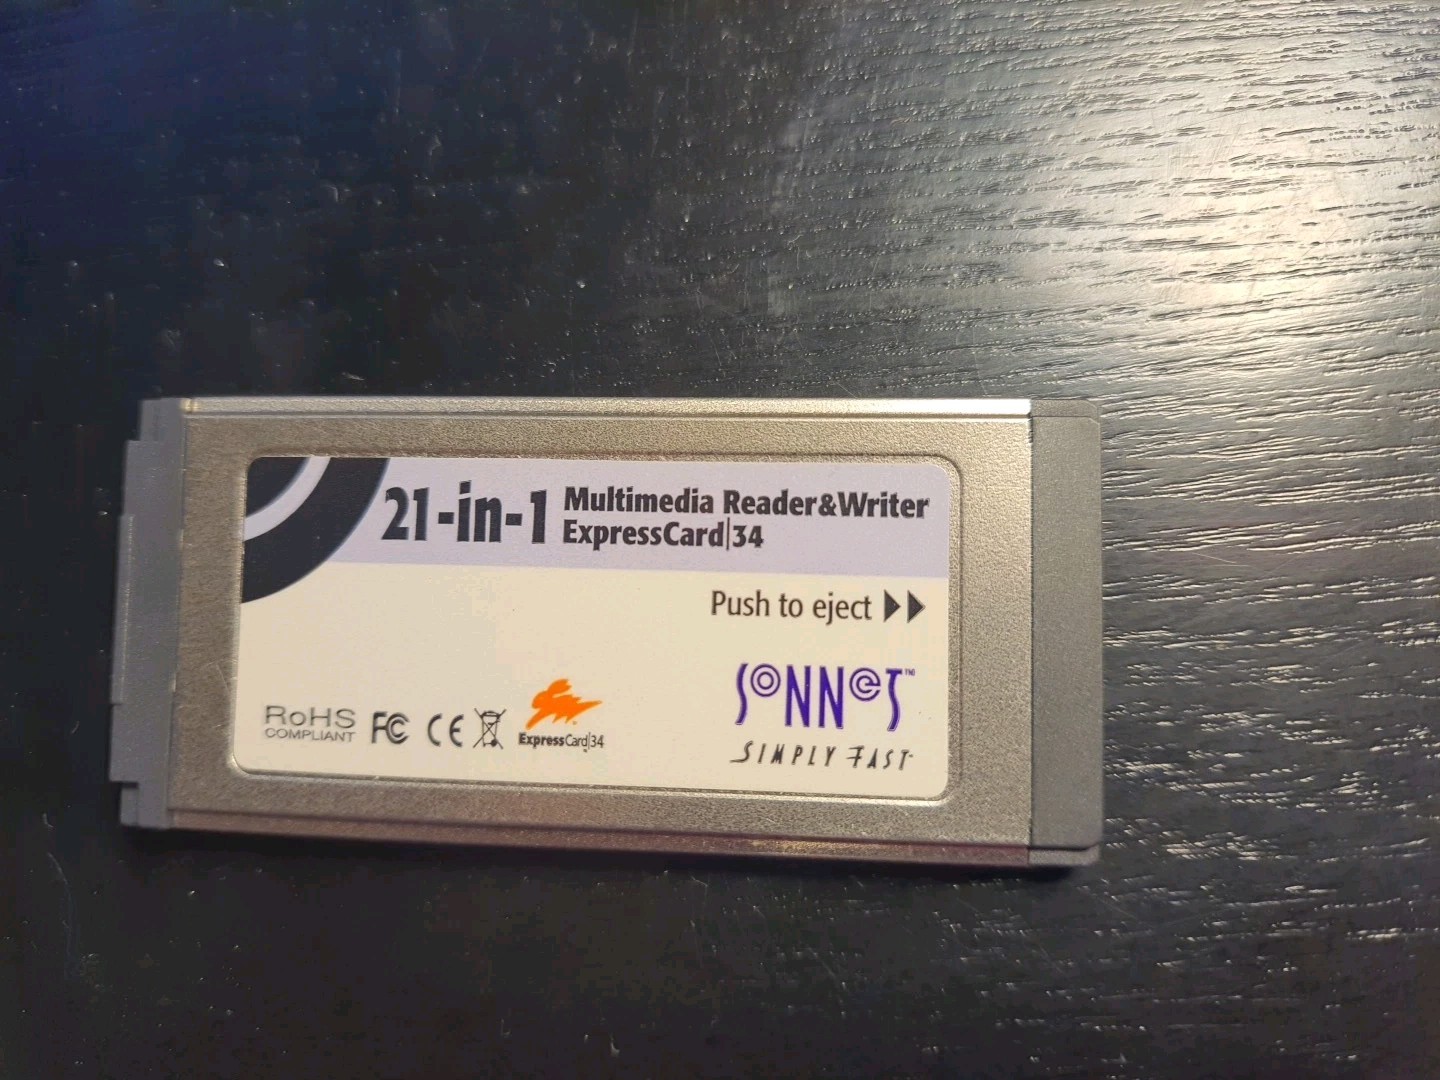 21-in-1 Multimedia Reader&Writer
ExpressCard|34
Push to eject
SONNET™
SIMPLY FAST
RoHS
COMPLIANT
FC CE
ExpressCard|34